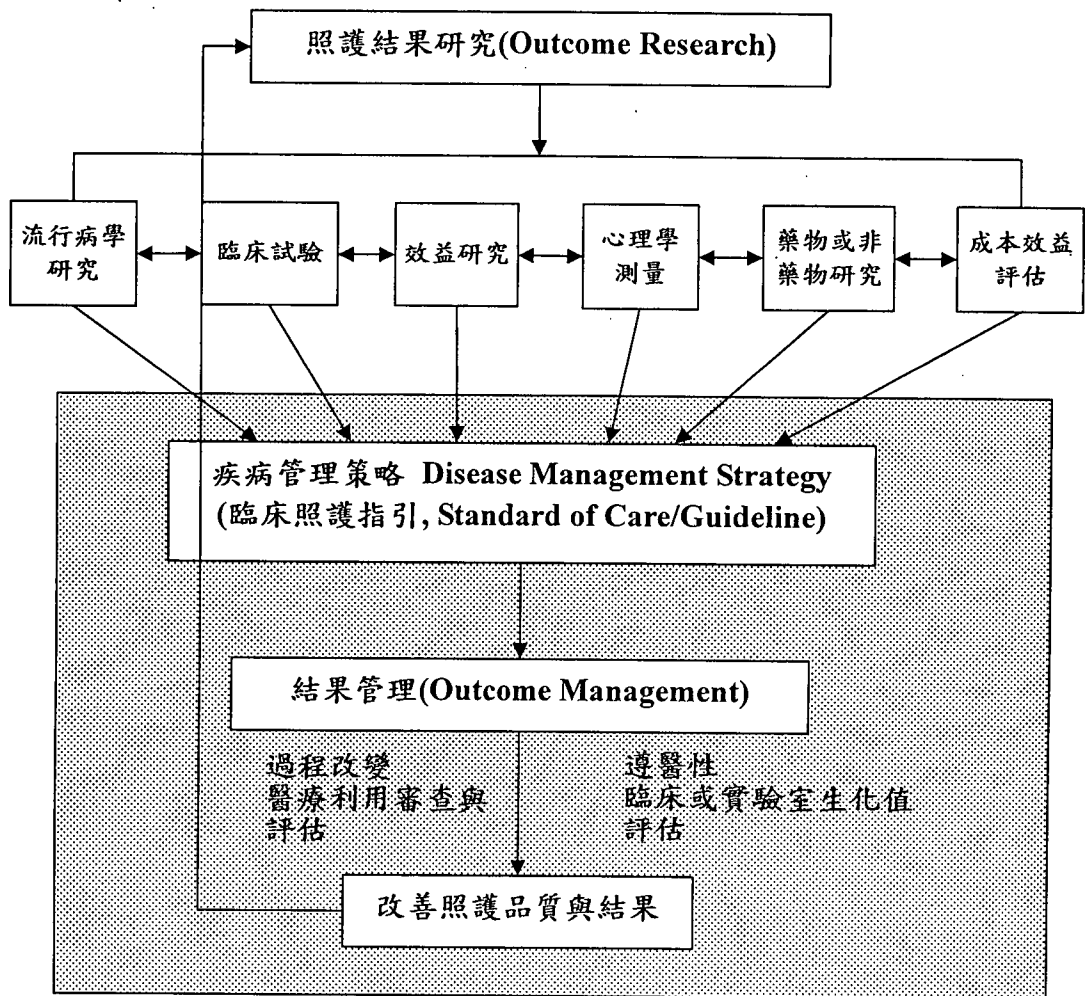 照護結果研究(Outcome Research)
流行病學
研究
臨床試驗
效益研究
心理學
測量
藥物或非
藥物研究
成本效益
評估
疾病管理策略 Disease Management Strategy
(臨床照護指引, Standard of Care/Guideline)
結果管理(Outcome Management)
過程改變
醫療利用審查與
評估
遵醫性
臨床或實驗室生化值
評估
改善照護品質與結果